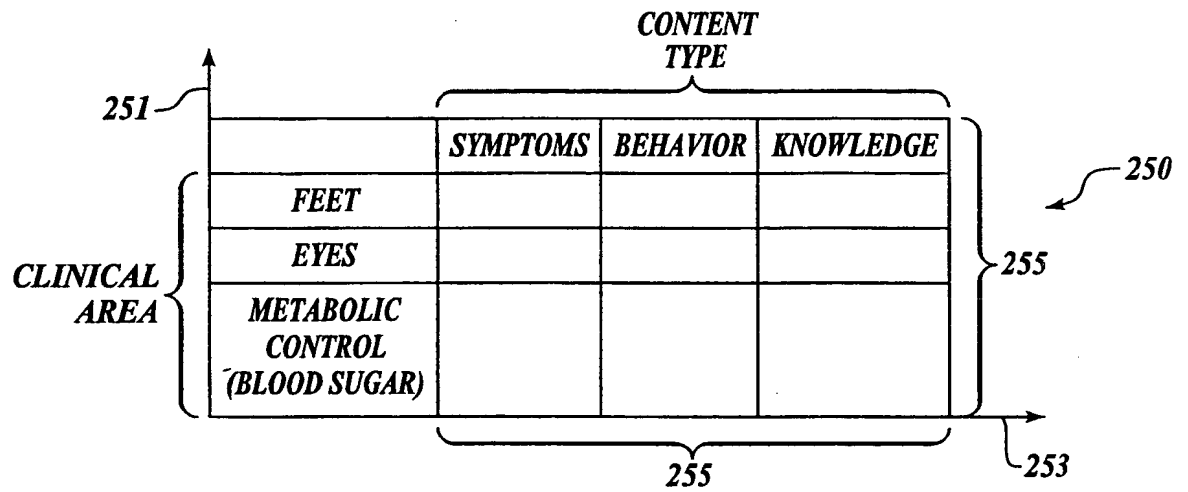 CONTENT
TYPE
251
SYMPTOMS BEHAVIOR KNOWLEDGE
250
FEET
EYES
255
CLINICAL
AREA
METABOLIC
CONTROL
(BLOOD SUGAR)
255
253